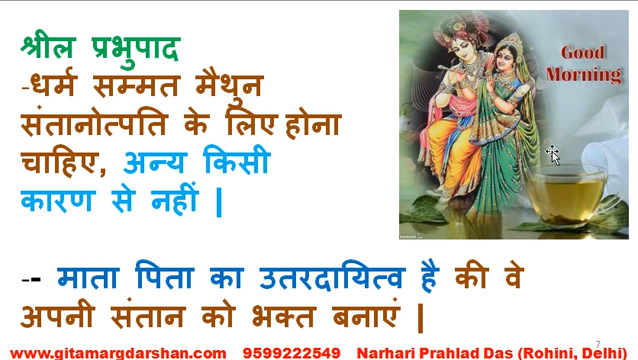 श्रील प्रभुपाद
-धर्म सम्मत मैथुन
संतानोत्पति के लिए होना
चाहिए, अन्य किसी
कारण से नहीं |
Good
Morning
-- माता पिता का उतरदायित्व है की वे
अपनी संतान को भक्त बनाएं |
7
www.gitamargdarshan.com 9599222549 Narhari Prahlad Das (Rohini, Delhi)